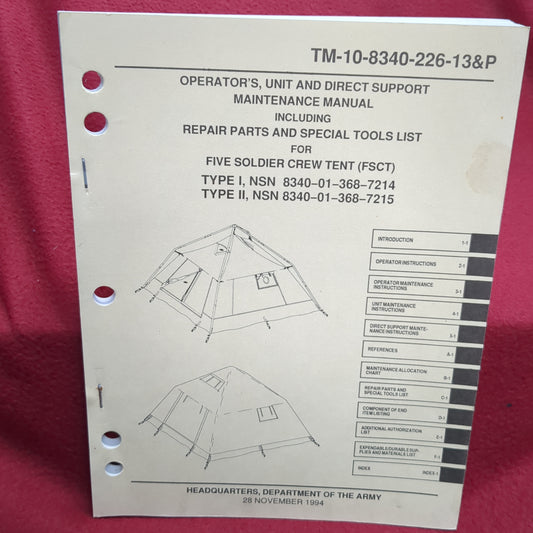 TM-10-8340-226-13&P
OPERATOR'S, UNIT AND DIRECT SUPPORT
MAINTENANCE MANUAL
INCLUDING
REPAIR PARTS AND SPECIAL TOOLS LIST
FOR
FIVE SOLDIER CREW TENT (FSCT)
TYPE I, NSN 8340–01–368–7214
TYPE II, NSN 8340–01–368–7215
INTRODUCTION 1-1
OPERATOR INSTRUCTIONS 2-1
OPERATOR MAINTENANCE
INSTRUCTIONS 3-1
UNIT MAINTENANCE
INSTRUCTIONS 4-1
DIRECT SUPPORT MAINTE-
NANCE INSTRUCTIONS 5-1
REFERENCES A-1
MAINTENANCE ALLOCATION
CHART B-1
REPAIR PARTS AND
SPECIAL TOOLS LIST C-1
COMPONENT OF END
ITEM LISTING D-1
ADDITIONAL AUTHORIZATION
LIST E-1
EXPENDABLE/DURABLE SUP-
PLIES AND MATERIALS LIST F-1
INDEX INDEX-1
HEADQUARTERS, DEPARTMENT OF THE ARMY
28 NOVEMBER 1994